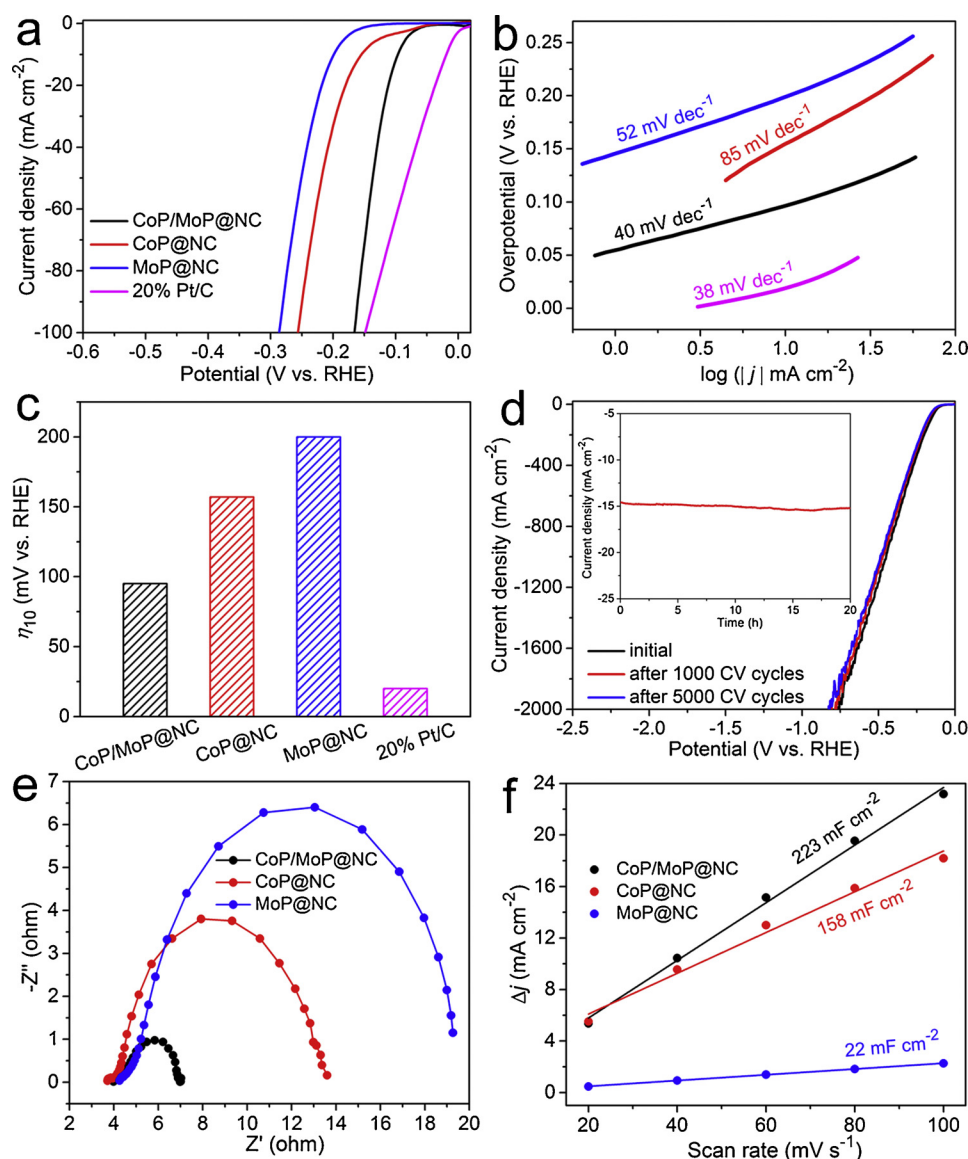 a
Current density (mA cm-2)
0
-20
-40
-60
-80
-100
CoP/MoP@NC
CoP@NC
MoP@NC
20% Pt/C
-0.6 -0.5 -0.4 -0.3 -0.2 -0.1 0.0
Potential (V vs. RHE)
b
Overpotential (V vs. RHE)
0.25
0.20
0.15
0.10
0.05
0.00
52 mV dec-1
85 mV dec-1
40 mV dec-1
38 mV dec-1
0.0 0.5 1.0 1.5 2.0
log (| j | mA cm-2)
c
η10 (mV vs. RHE)
200
150
100
50
0
CoP/MoP@NC CoP@NC MoP@NC 20% Pt/C
d
Current density (mA cm-2)
0
-400
-800
-1200
-1600
-2000
Current density (mA cm-2)
-5
-10
-15
-20
-25
0 5 10 15 20
Time (h)
initial
after 1000 CV cycles
after 5000 CV cycles
-2.5 -2.0 -1.5 -1.0 -0.5 0.0
Potential (V vs. RHE)
e
-Z" (ohm)
7
6
5
4
3
2
1
0
CoP/MoP@NC
CoP@NC
MoP@NC
2 4 6 8 10 12 14 16 18 20
Z' (ohm)
f
Δj (mA cm-2)
24
20
16
12
8
4
0
CoP/MoP@NC
CoP@NC
MoP@NC
223 mF cm-2
158 mF cm-2
22 mF cm-2
20 40 60 80 100
Scan rate (mV s-1)